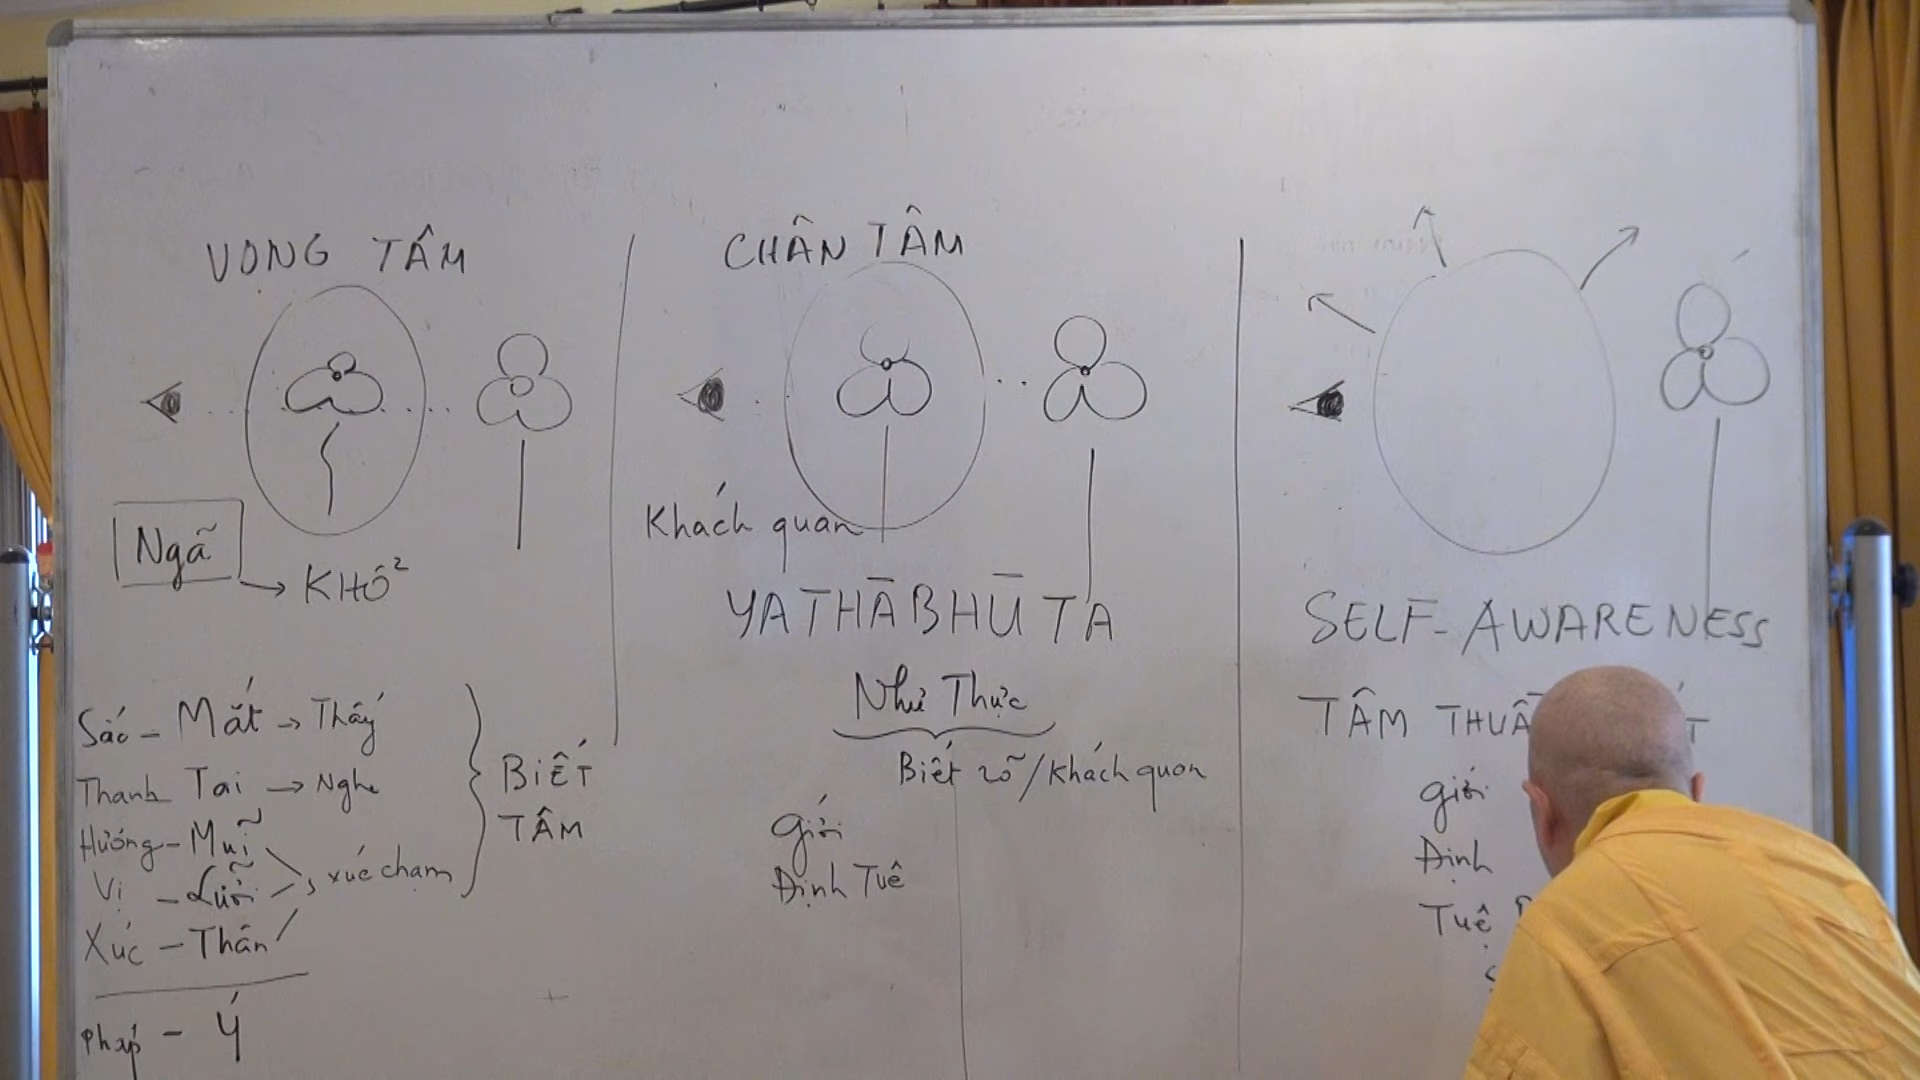 VỌNG TÂM
Ngã
→ KHỔ
Sắc - Mắt → Thấy
Thanh Tai → Nghe
Hương - Mũi
Vị - Lưỡi
Xúc - Thân
xúc chạm
BIẾT
TÂM
Pháp - Ý
CHÂN TÂM
Khách quan
YATHĀBHŪTA
Như Thực
Biết rõ/khách quan
Giới
Định Tuệ
SELF-AWARENESS
TÂM
Giới
Định
Tuệ